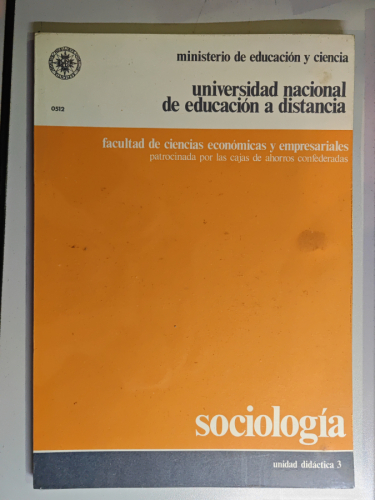 ministerio de educación y ciencia
universidad nacional
de educación a distancia
0312
facultad de ciencias económicas y empresariales
patrocinada por las cajas de ahorros confederadas
sociología
unidad didáctica 3